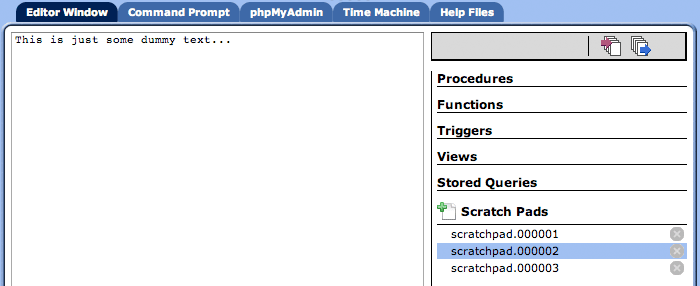 Editor Window Command Prompt phpMyAdmin Time Machine Help Files
This is just some dummy text...
Procedures
Functions
Triggers
Views
Stored Queries
Scratch Pads
scratchpad.000001
scratchpad.000002
scratchpad.000003